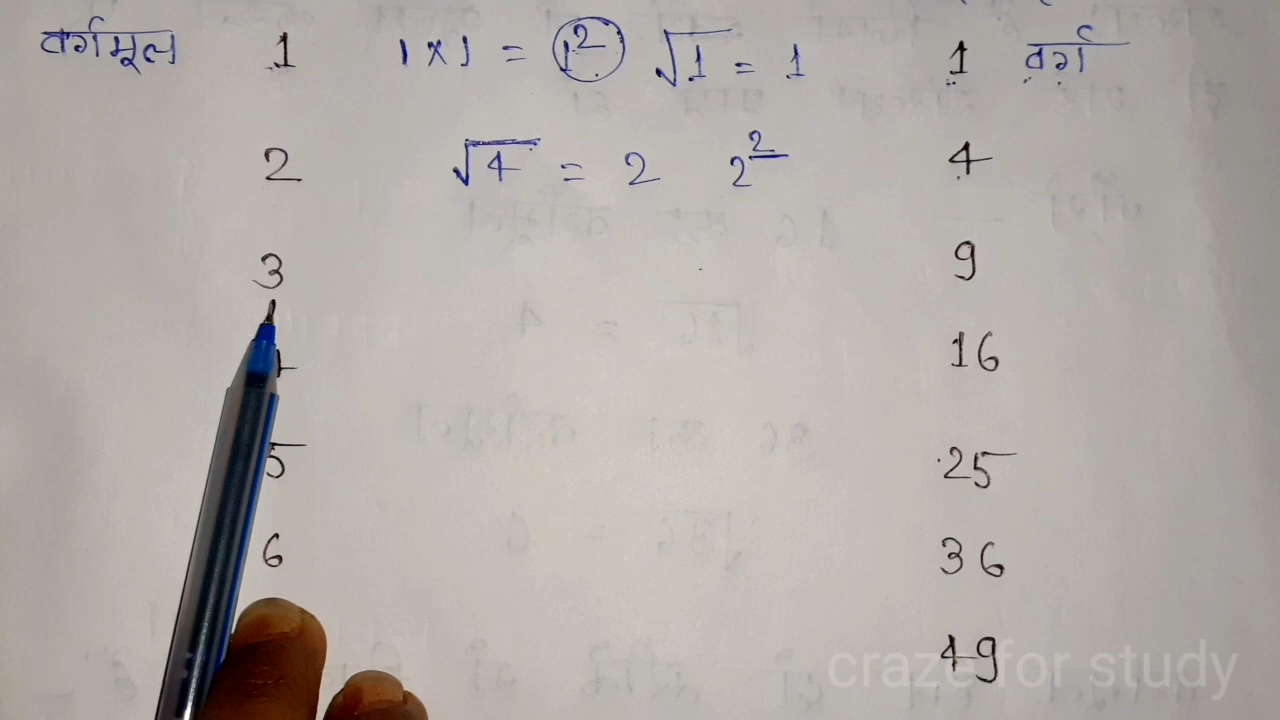 वर्गमूल 1 1 x 1 = 1² √1 = 1 1 वर्ग
2 √4 = 2 2² 4
3 9
16
5 25
6 36
49
craze for study